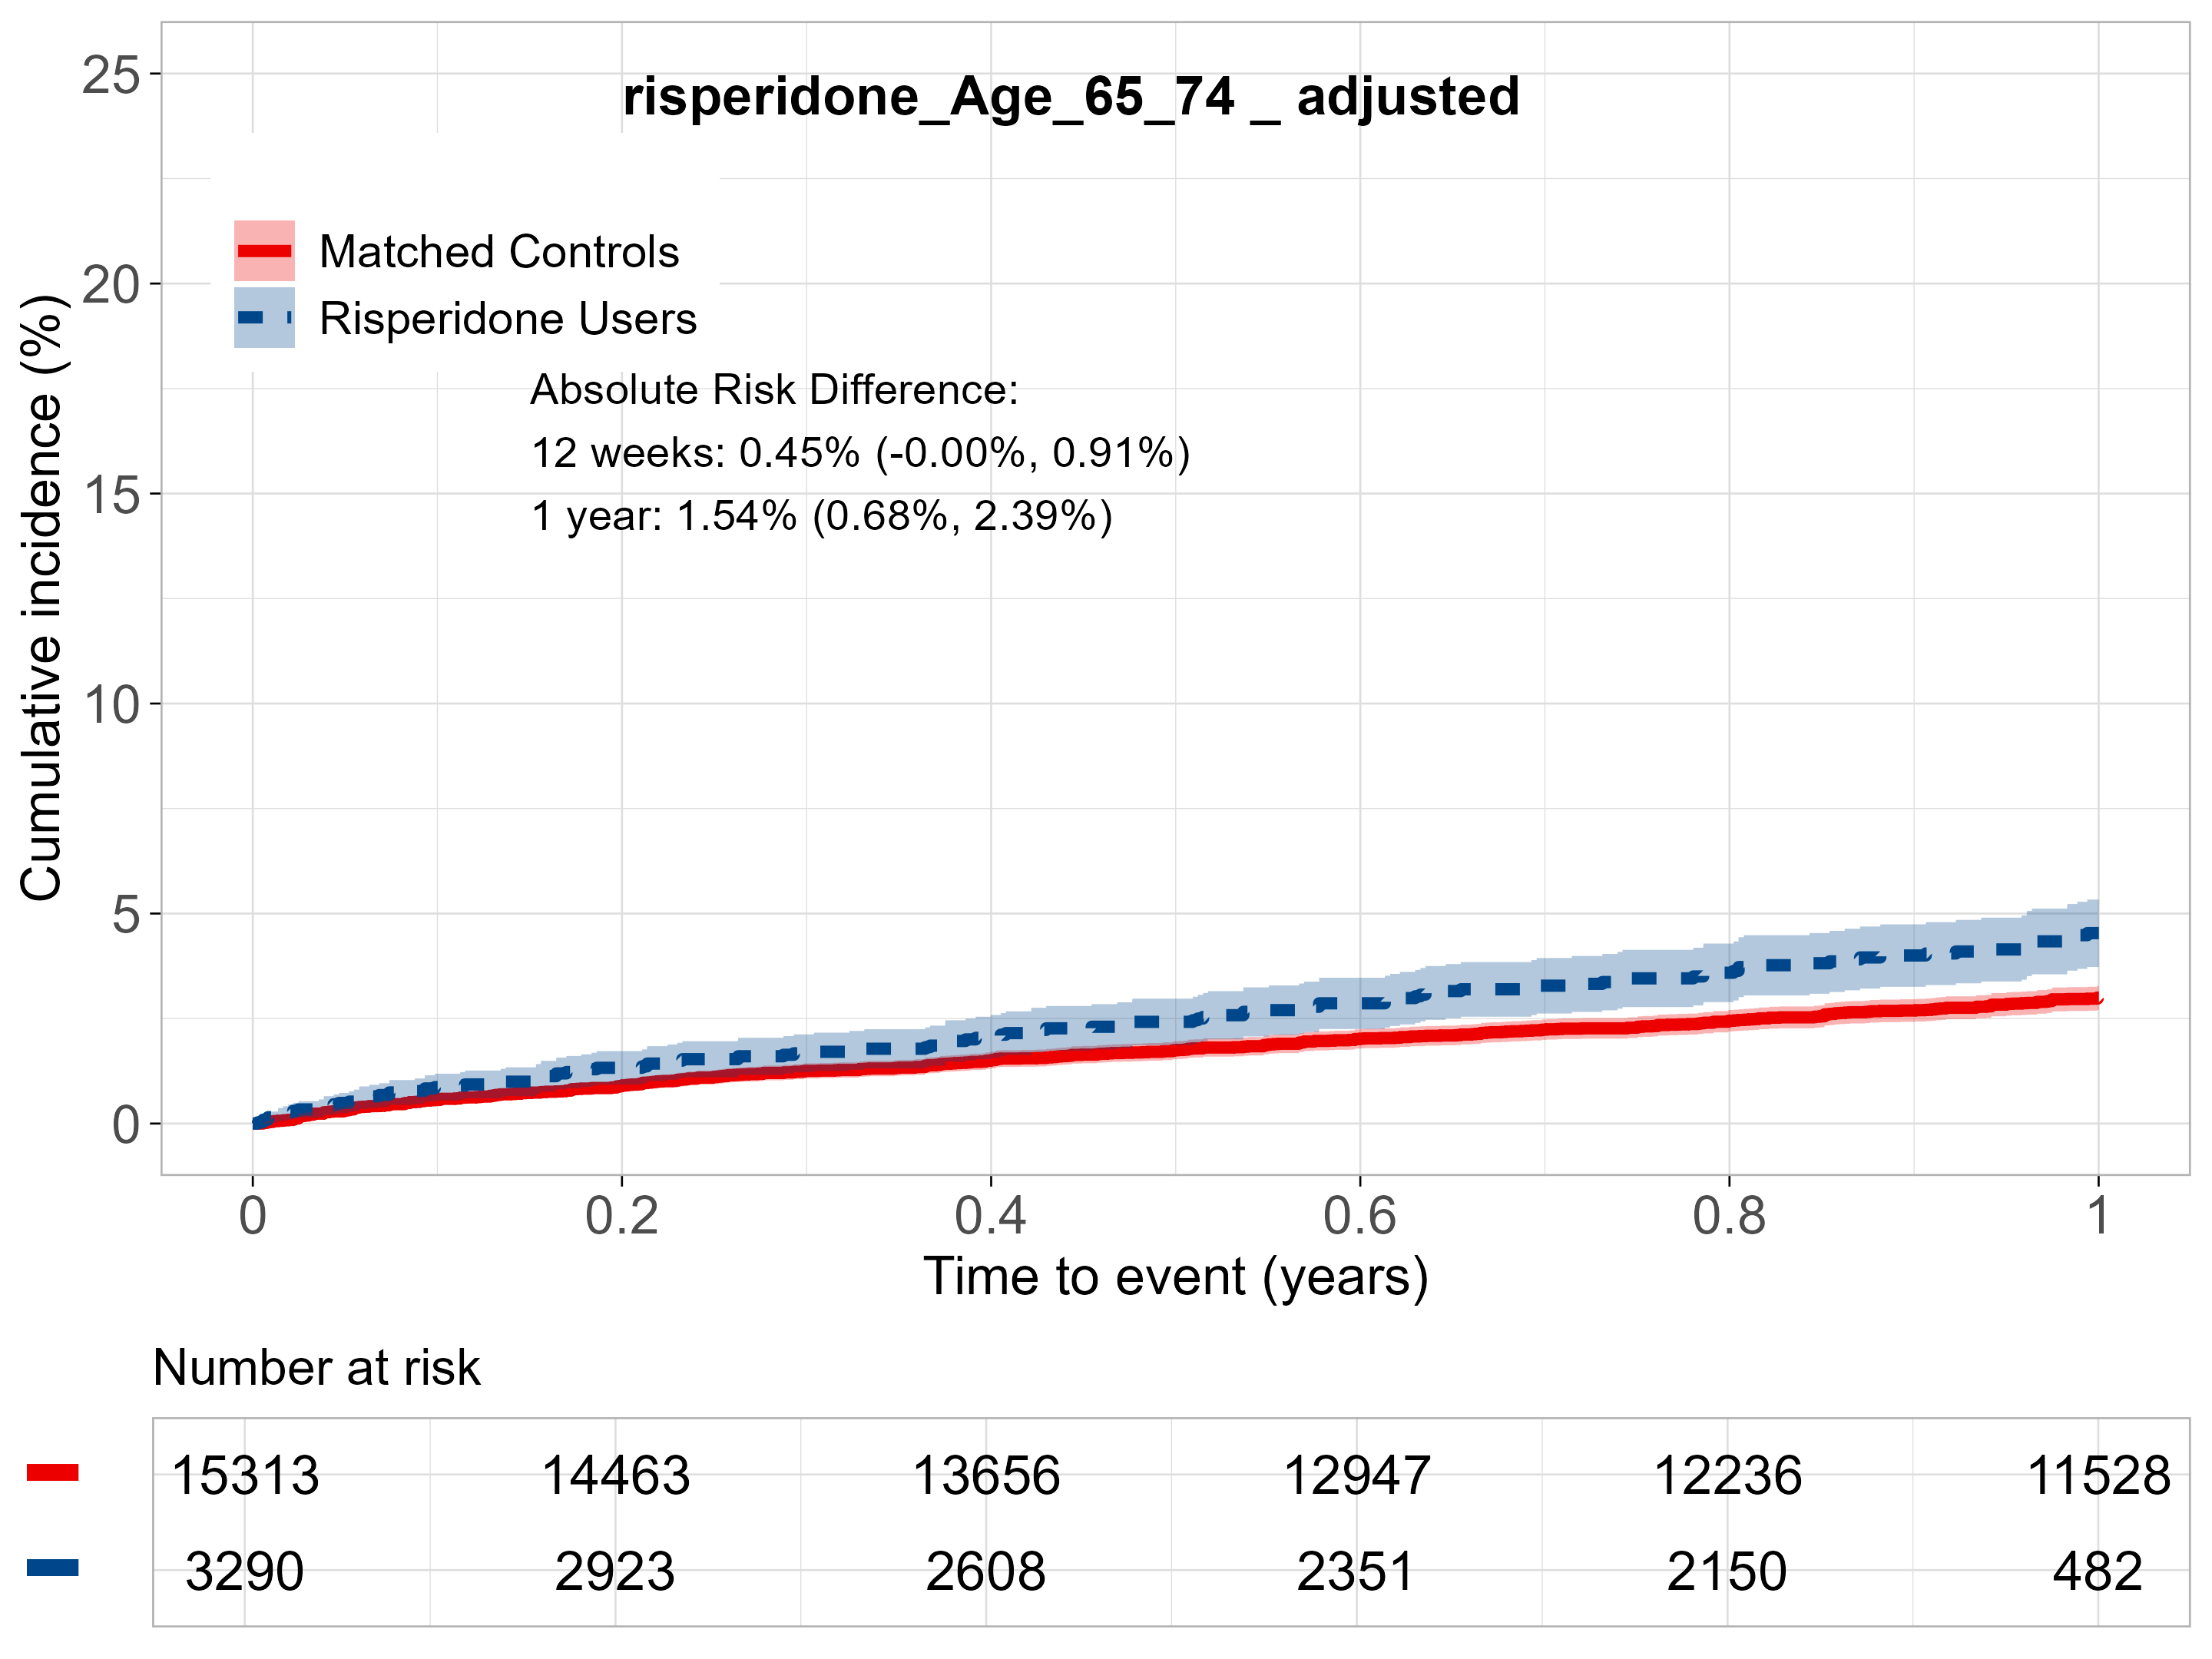 risperidone_Age_65_74 _ adjusted
Matched Controls
Risperidone Users
Absolute Risk Difference:
12 weeks: 0.45% (-0.00%, 0.91%)
1 year: 1.54% (0.68%, 2.39%)
Cumulative incidence (%)
25
20
15
10
5
0
0 0.2 0.4 0.6 0.8 1
Time to event (years)
Number at risk
15313 14463 13656 12947 12236 11528
3290 2923 2608 2351 2150 482